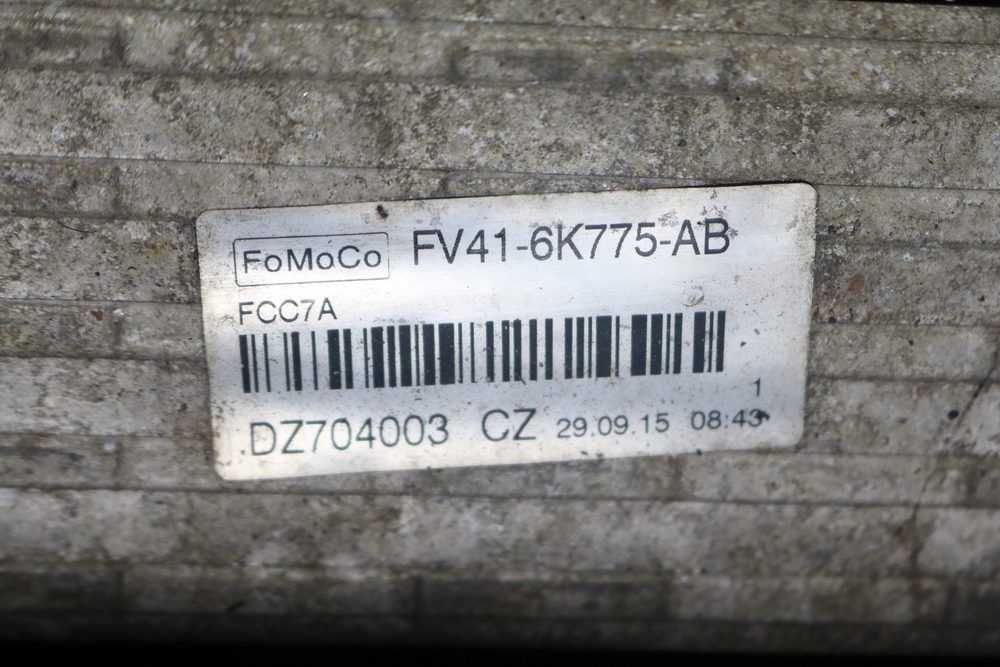 FoMoCo FV41-6K775-AB
FCC7A
1
DZ704003 CZ 29.09.15 08:43